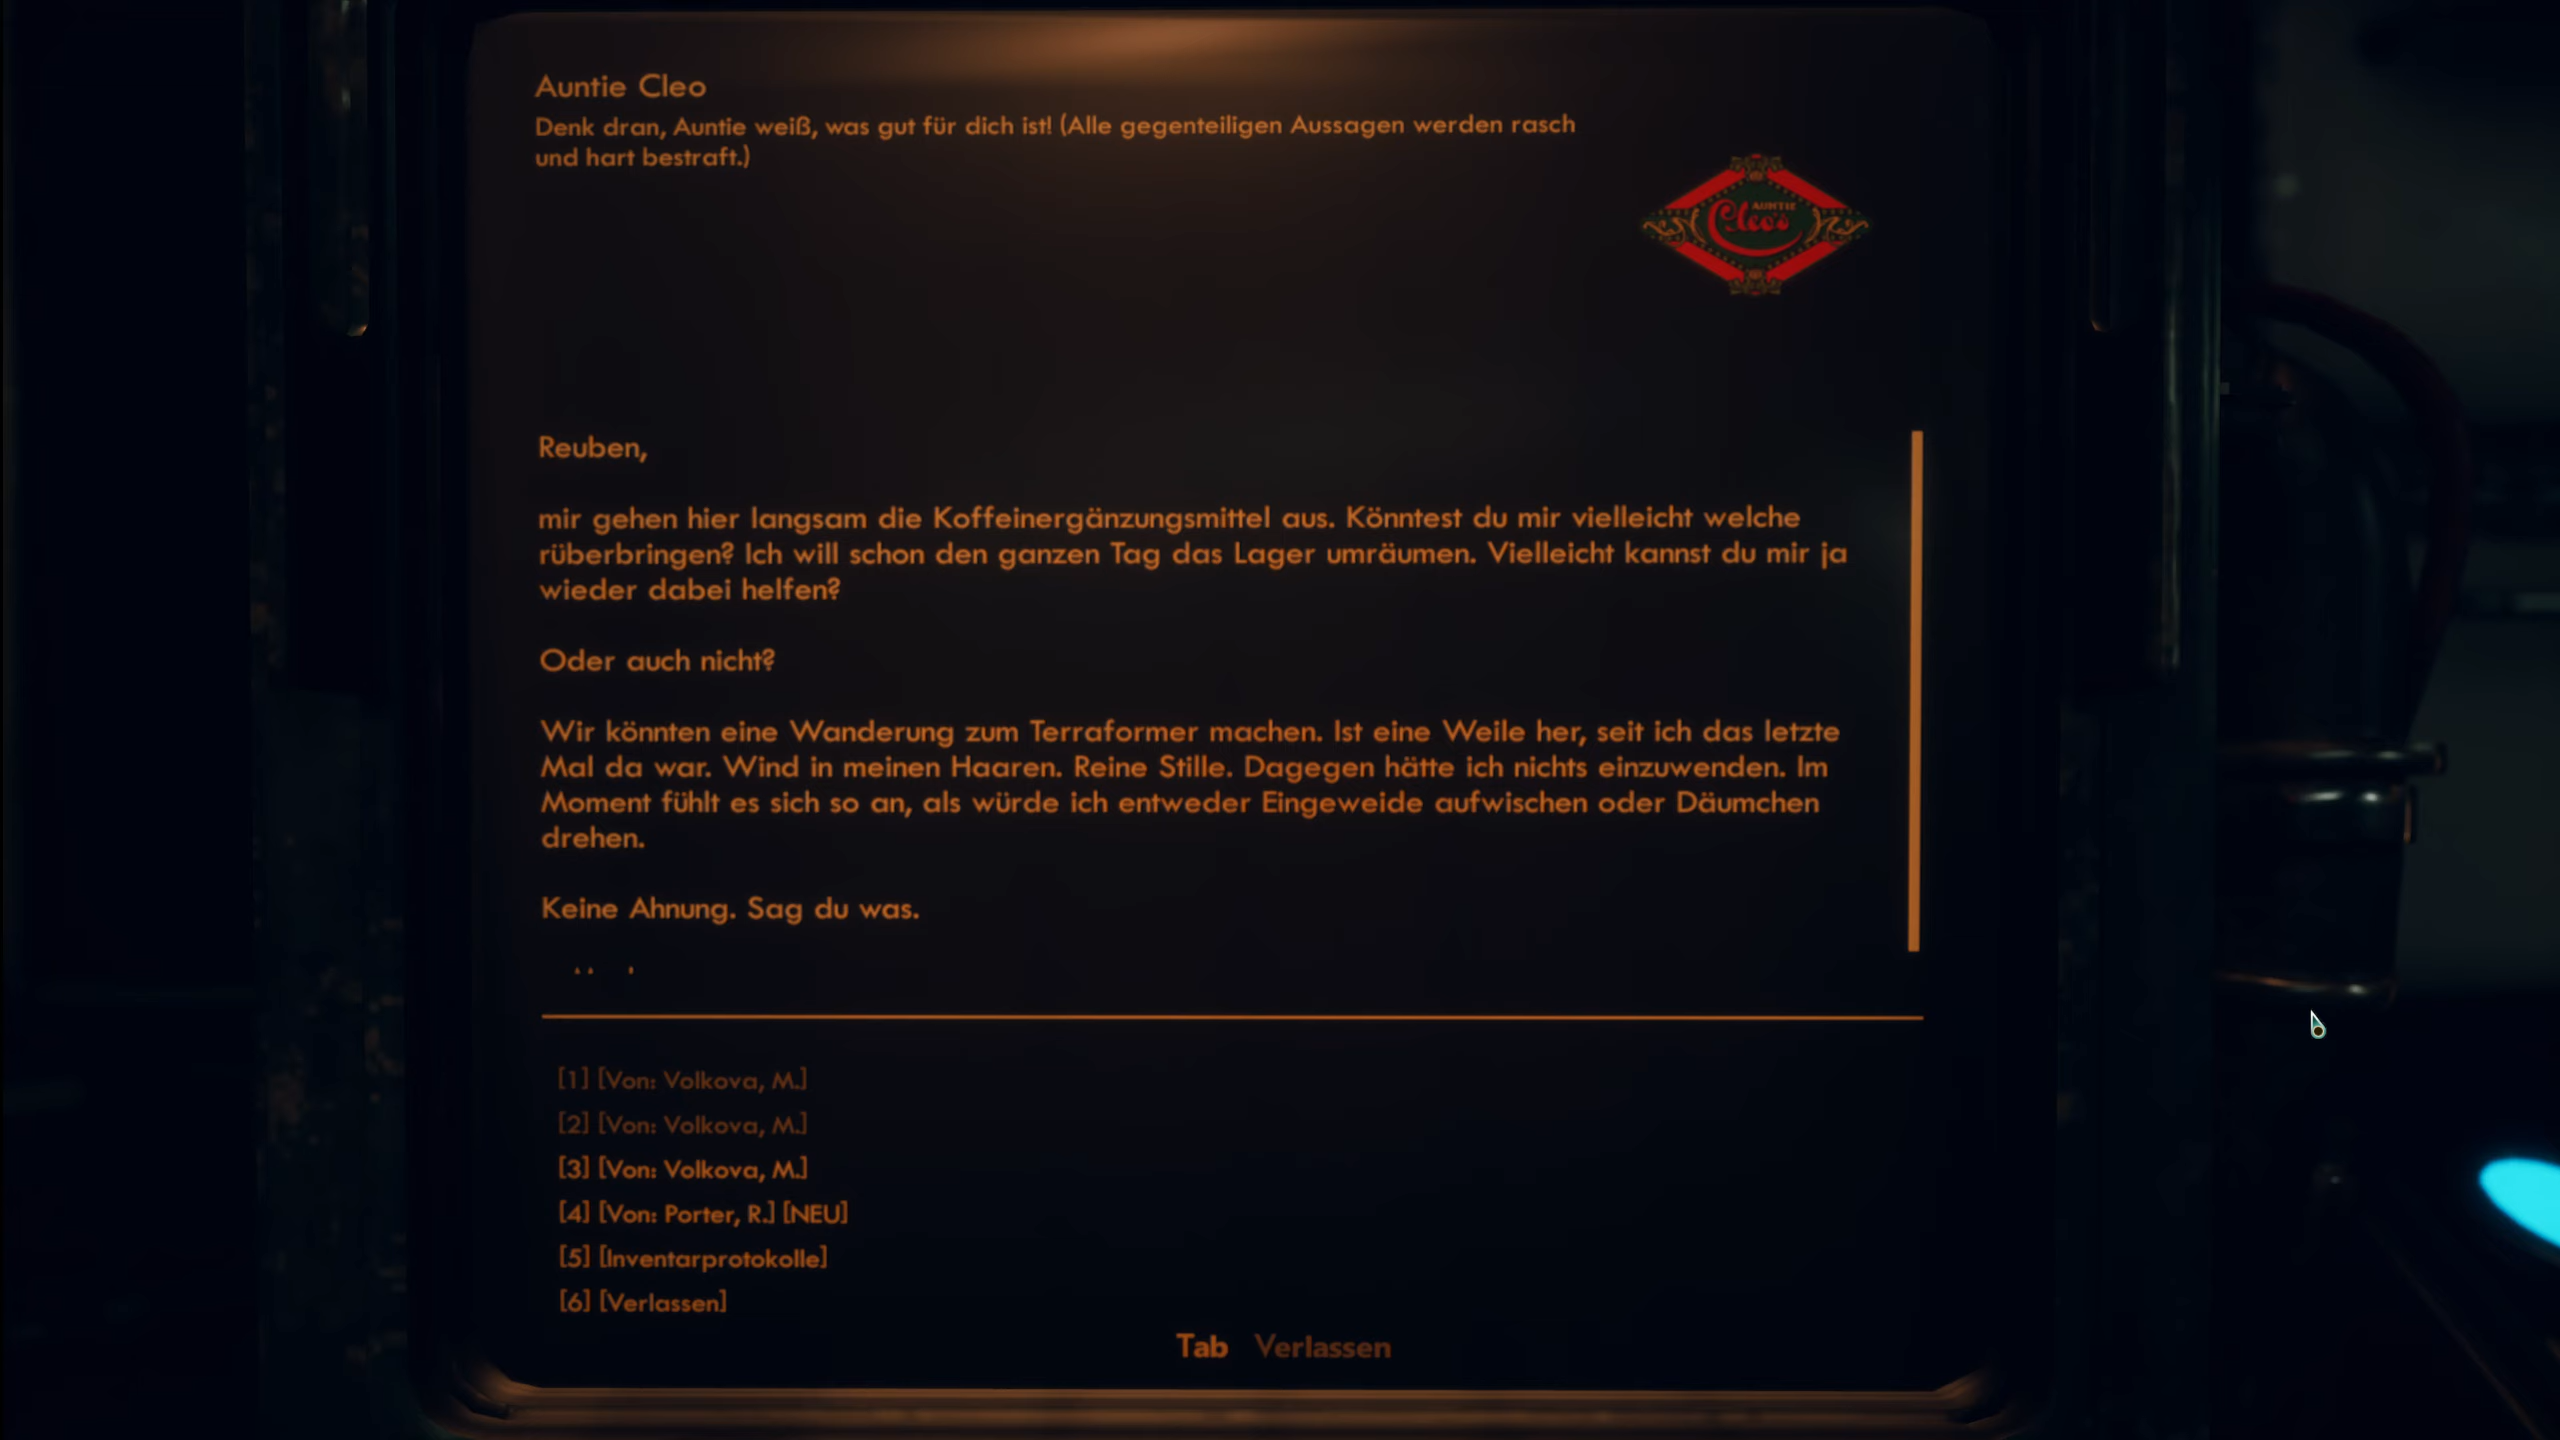 Auntie Cleo
Denk dran, Auntie weiß, was gut für dich ist! (Alle gegenteiligen Aussagen werden rasch
und hart bestraft.)
AUNTIE
Cleo's
Reuben,
mir gehen hier langsam die Koffeinergänzungsmittel aus. Könntest du mir vielleicht welche
rüberbringen? Ich will schon den ganzen Tag das Lager umräumen. Vielleicht kannst du mir ja
wieder dabei helfen?
Oder auch nicht?
Wir könnten eine Wanderung zum Terraformer machen. Ist eine Weile her, seit ich das letzte
Mal da war. Wind in meinen Haaren. Reine Stille. Dagegen hätte ich nichts einzuwenden. Im
Moment fühlt es sich so an, als würde ich entweder Eingeweide aufwischen oder Däumchen
drehen.
Keine Ahnung. Sag du was.
[1] [Von: Volkova, M.]
[2] [Von: Volkova, M.]
[3] [Von: Volkova, M.]
[4] [Von: Porter, R.] [NEU]
[5] [Inventarprotokolle]
[6] [Verlassen]
Tab Verlassen